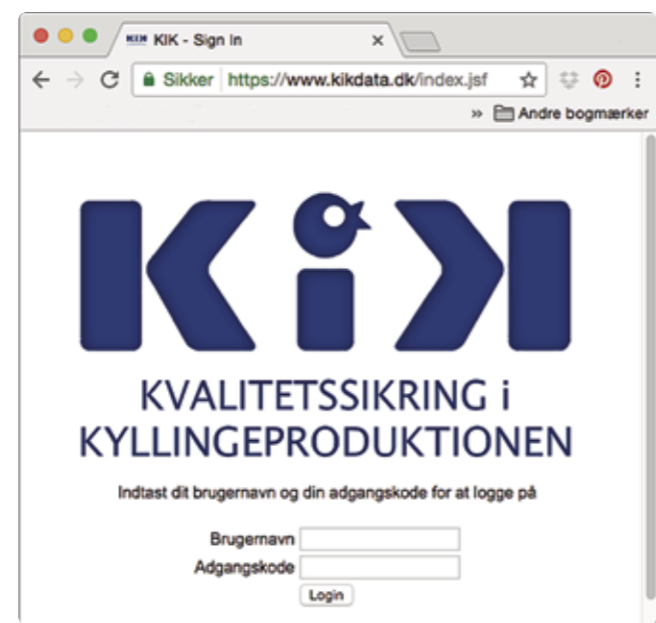 KIK KIK - Sign In
Sikker https://www.kikdata.dk/index.jsf
» Andre bogmærker
KiK
KVALITETSSIKRING i
KYLLINGEPRODUKTIONEN
Indtast dit brugernavn og din adgangskode for at logge på
Brugernavn
Adgangskode
Login